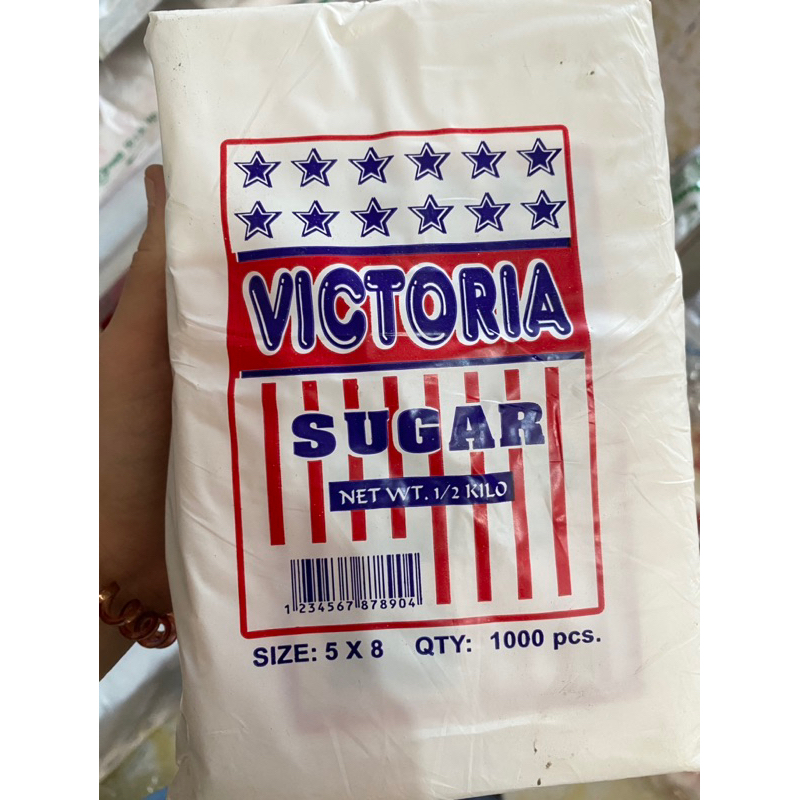 VICTORIA
SUGAR
NET WT. 1/2 KILO
1 234567 878904
SIZE: 5 X 8 QTY: 1000 pcs.